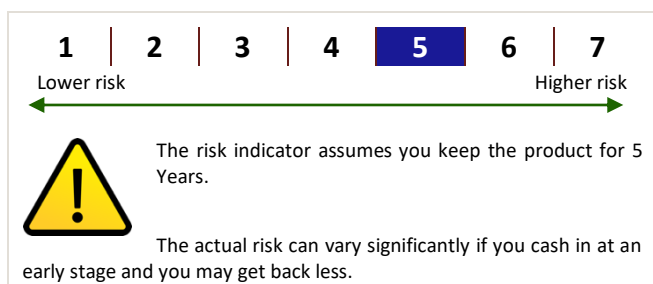 1 2 3 4 5 6 7
Lower risk Higher risk
The risk indicator assumes you keep the product for 5
Years.
The actual risk can vary significantly if you cash in at an
early stage and you may get back less.